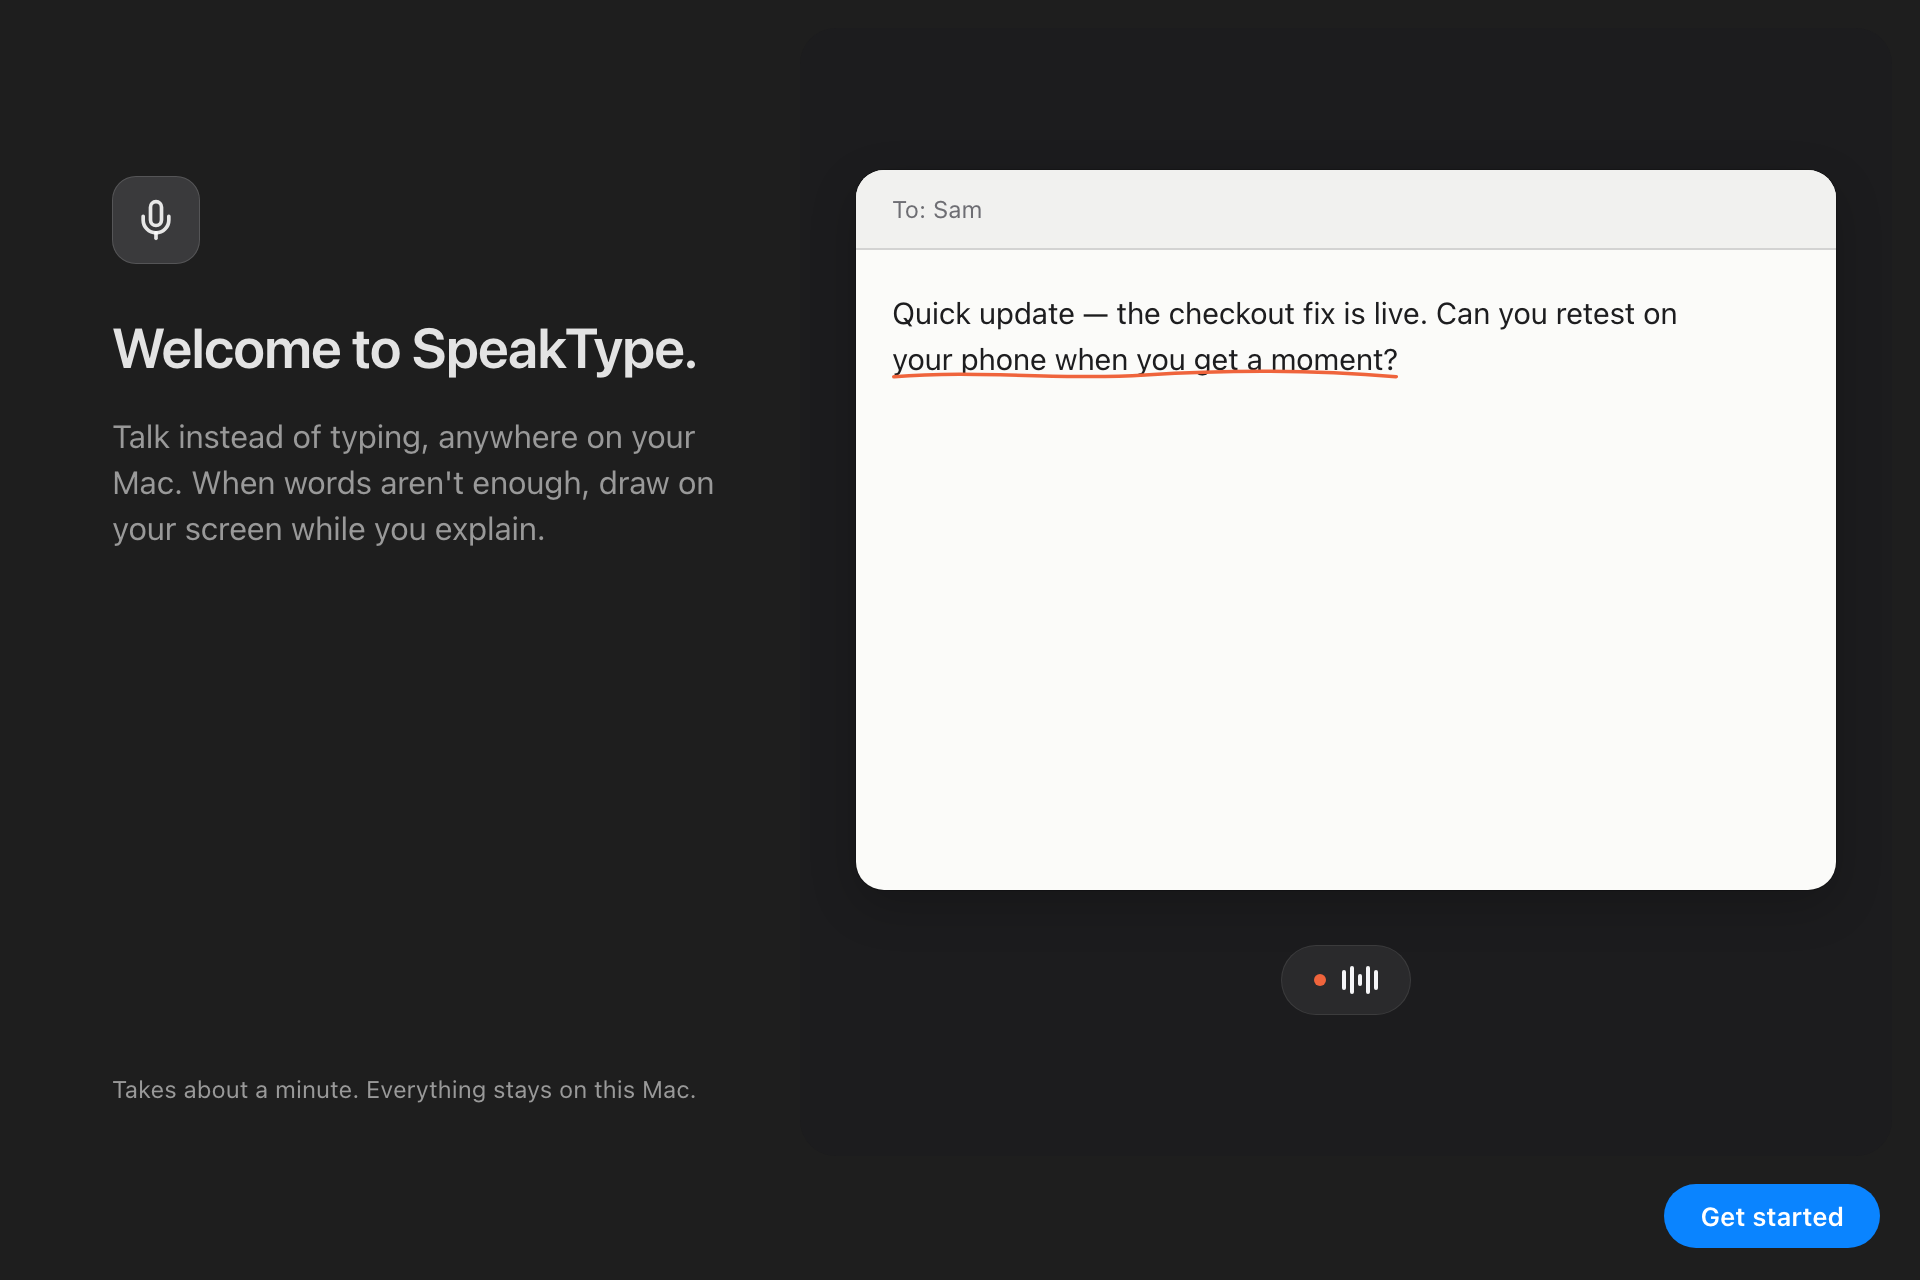 Welcome to SpeakType.
Talk instead of typing, anywhere on your
Mac. When words aren't enough, draw on
your screen while you explain.
Takes about a minute. Everything stays on this Mac.
To: Sam
Quick update — the checkout fix is live. Can you retest on
your phone when you get a moment?
Get started